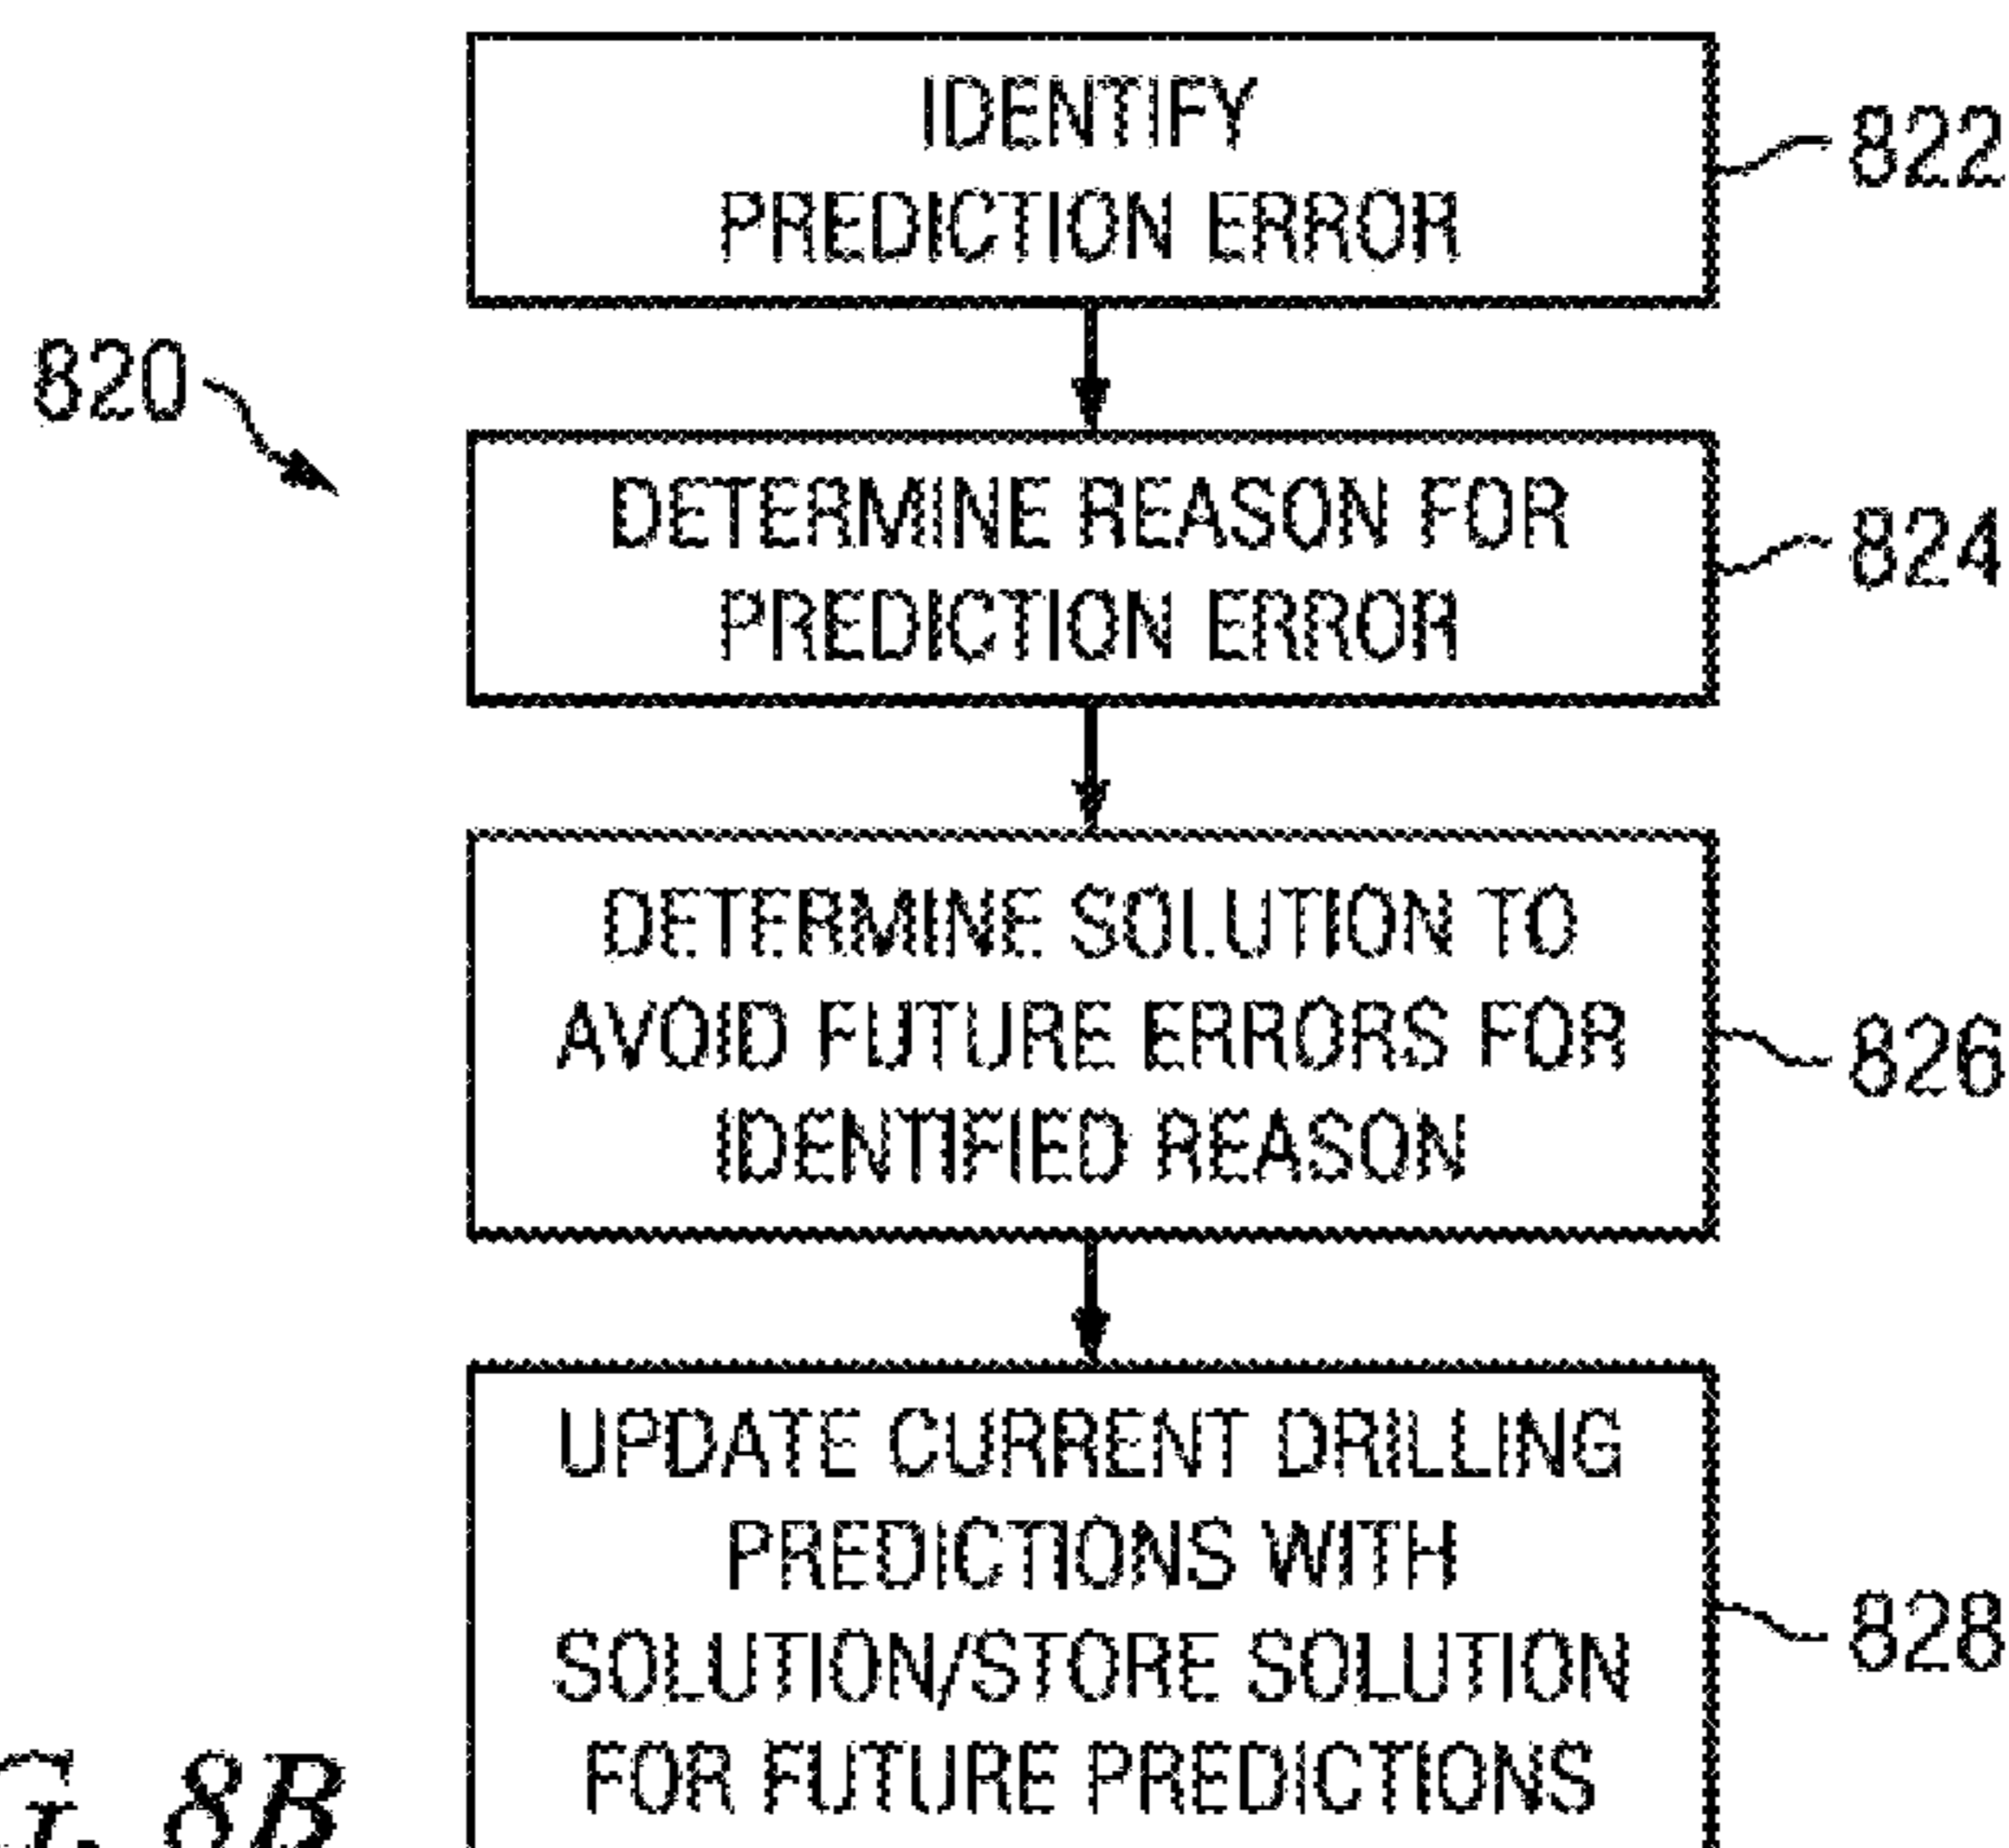 IDENTIFY
PREDICTION ERROR
822
820
DETERMINE REASON FOR
PREDICTION ERROR
824
DETERMINE SOLUTION TO
AVOID FUTURE ERRORS FOR
IDENTIFIED REASON
826
UPDATE CURRENT DRILLING
PREDICTIONS WITH
SOLUTION/STORE SOLUTION
FOR FUTURE PREDICTIONS
828
G. 8B